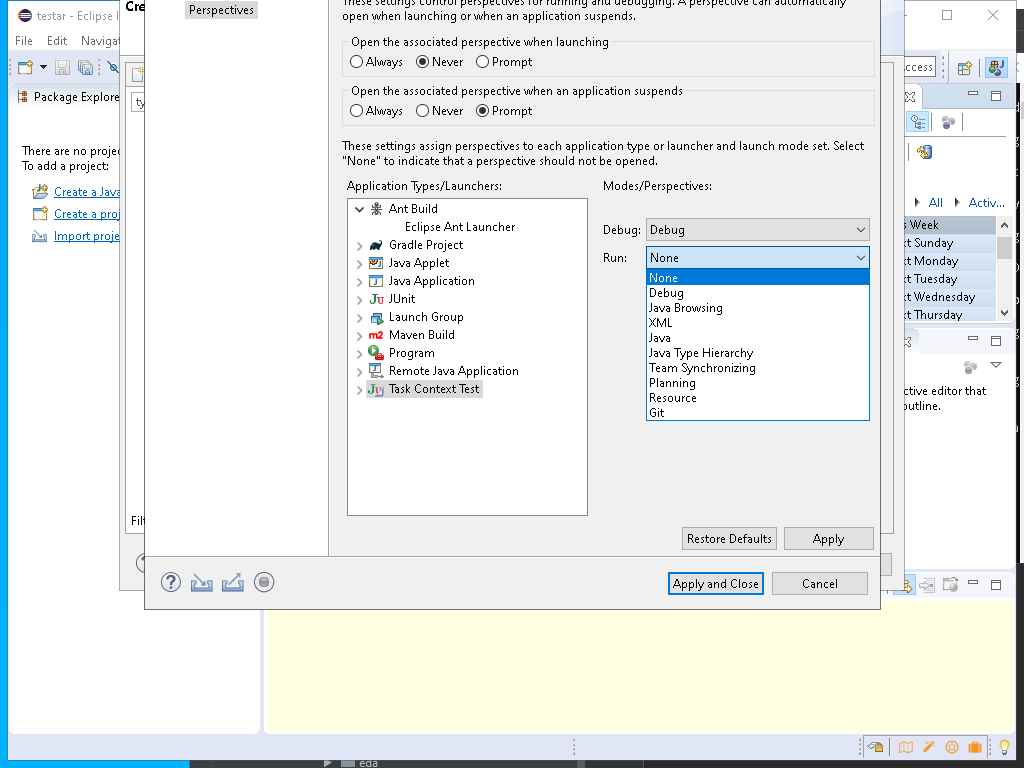 testar - Eclipse I
Cre
Perspectives
These settings control perspectives for running and debugging. A perspective can automatically
open when launching or when an application suspends.
File Edit Navigat
Open the associated perspective when launching
Always Never Prompt
ccess
Open the associated perspective when an application suspends
Package Explore
ty
Always Never Prompt
These settings assign perspectives to each application type or launcher and launch mode set. Select
"None" to indicate that a perspective should not be opened.
There are no projec
To add a project:
Create a Java
Create a proj
Import proje
Application Types/Launchers:
Modes/Perspectives:
Ant Build
Eclipse Ant Launcher
Gradle Project
Java Applet
Java Application
JUnit
Launch Group
Maven Build
Program
Remote Java Application
Task Context Test
Debug: Debug
Run: None
None
Debug
Java Browsing
XML
Java
Java Type Hierarchy
Team Synchronizing
Planning
Resource
Git
All Activ...
s Week
xt Sunday
xt Monday
xt Tuesday
xt Wednesday
xt Thursday
ctive editor that
outline.
Filt
Restore Defaults Apply
Apply and Close Cancel
eda